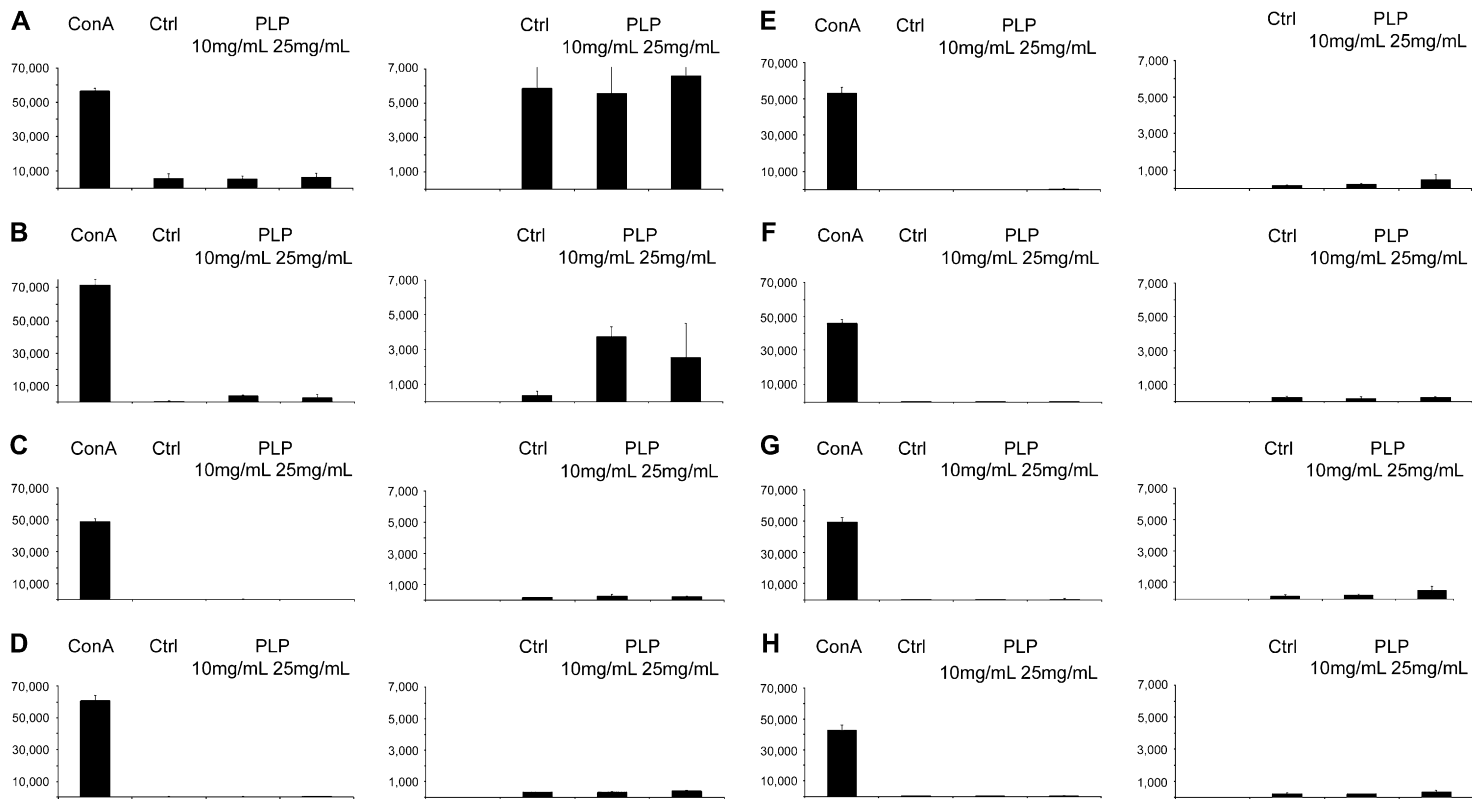 A ConA Ctrl PLP
10mg/mL 25mg/mL
70,000
50,000
30,000
10,000
Ctrl PLP
10mg/mL 25mg/mL
7,000
5,000
3,000
1,000
E ConA Ctrl PLP
10mg/mL 25mg/mL
70,000
50,000
30,000
10,000
Ctrl PLP
10mg/mL 25mg/mL
7,000
5,000
3,000
1,000
B ConA Ctrl PLP
10mg/mL 25mg/mL
70,000
50,000
30,000
10,000
Ctrl PLP
10mg/mL 25mg/mL
7,000
5,000
3,000
1,000
F ConA Ctrl PLP
10mg/mL 25mg/mL
70,000
50,000
30,000
10,000
Ctrl PLP
10mg/mL 25mg/mL
7,000
5,000
3,000
1,000
C ConA Ctrl PLP
10mg/mL 25mg/mL
70,000
50,000
30,000
10,000
Ctrl PLP
10mg/mL 25mg/mL
7,000
5,000
3,000
1,000
G ConA Ctrl PLP
10mg/mL 25mg/mL
70,000
50,000
30,000
10,000
Ctrl PLP
10mg/mL 25mg/mL
7,000
5,000
3,000
1,000
D ConA Ctrl PLP
10mg/mL 25mg/mL
70,000
50,000
30,000
10,000
Ctrl PLP
10mg/mL 25mg/mL
7,000
5,000
3,000
1,000
H ConA Ctrl PLP
10mg/mL 25mg/mL
70,000
50,000
30,000
10,000
Ctrl PLP
10mg/mL 25mg/mL
7,000
5,000
3,000
1,000